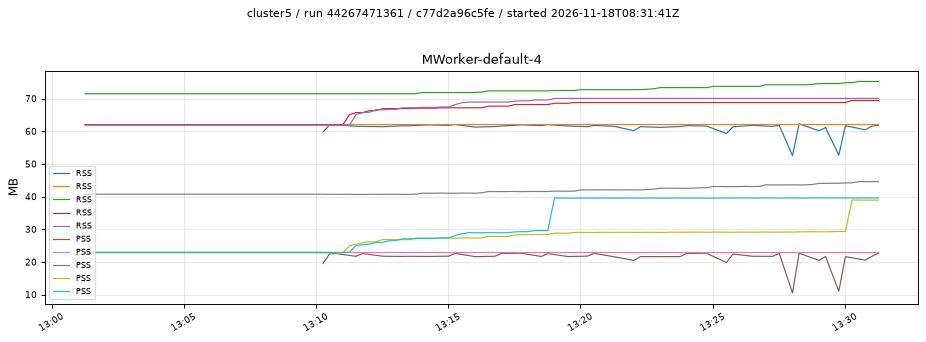 cluster5 / run 44267471361 / c77d2a96c5fe / started 2026-11-18T08:31:41Z
MWorker-default-4
MB
70
60
50
40
30
20
10
RSS
RSS
RSS
RSS
RSS
PSS
PSS
PSS
PSS
PSS
13:00
13:05
13:10
13:15
13:20
13:25
13:30